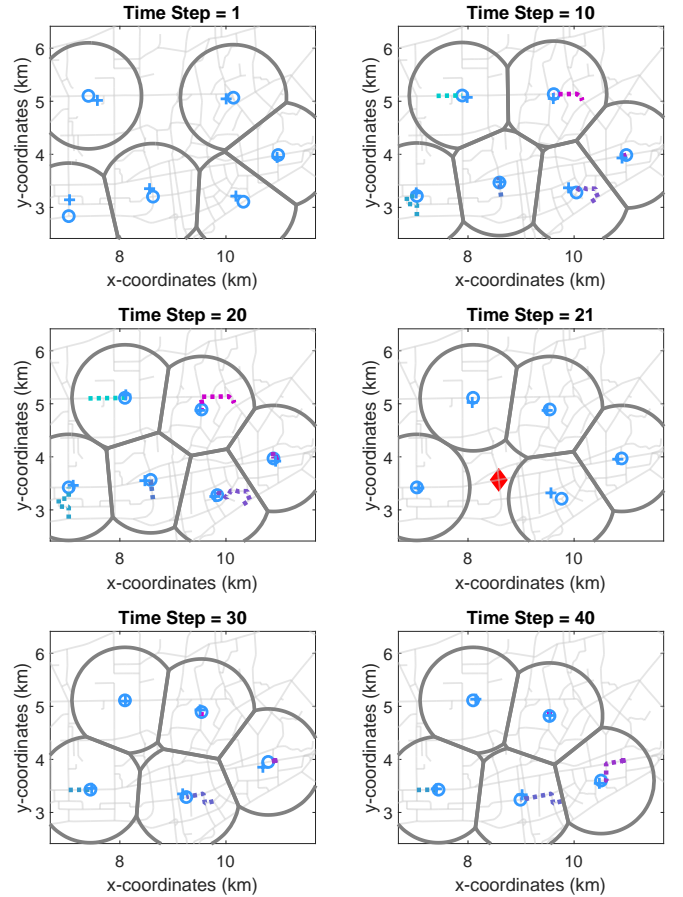 Time Step = 1
6
5
4
3
y-coordinates (km)
8
10
x-coordinates (km)
Time Step = 10
6
5
4
3
y-coordinates (km)
8
10
x-coordinates (km)
Time Step = 20
6
5
4
3
y-coordinates (km)
8
10
x-coordinates (km)
Time Step = 21
6
5
4
3
y-coordinates (km)
8
10
x-coordinates (km)
Time Step = 30
6
5
4
3
y-coordinates (km)
8
10
x-coordinates (km)
Time Step = 40
6
5
4
3
y-coordinates (km)
8
10
x-coordinates (km)